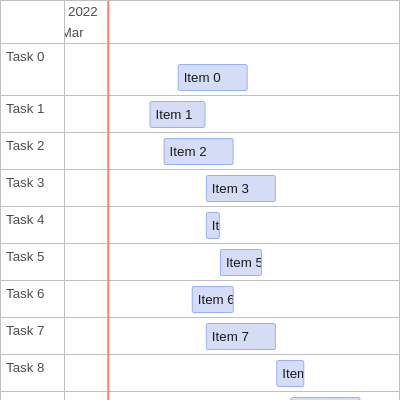 2022
Mar
Task 0
Item 0
Task 1
Item 1
Task 2
Item 2
Task 3
Item 3
Task 4
It
Task 5
Item 5
Task 6
Item 6
Task 7
Item 7
Task 8
Iten